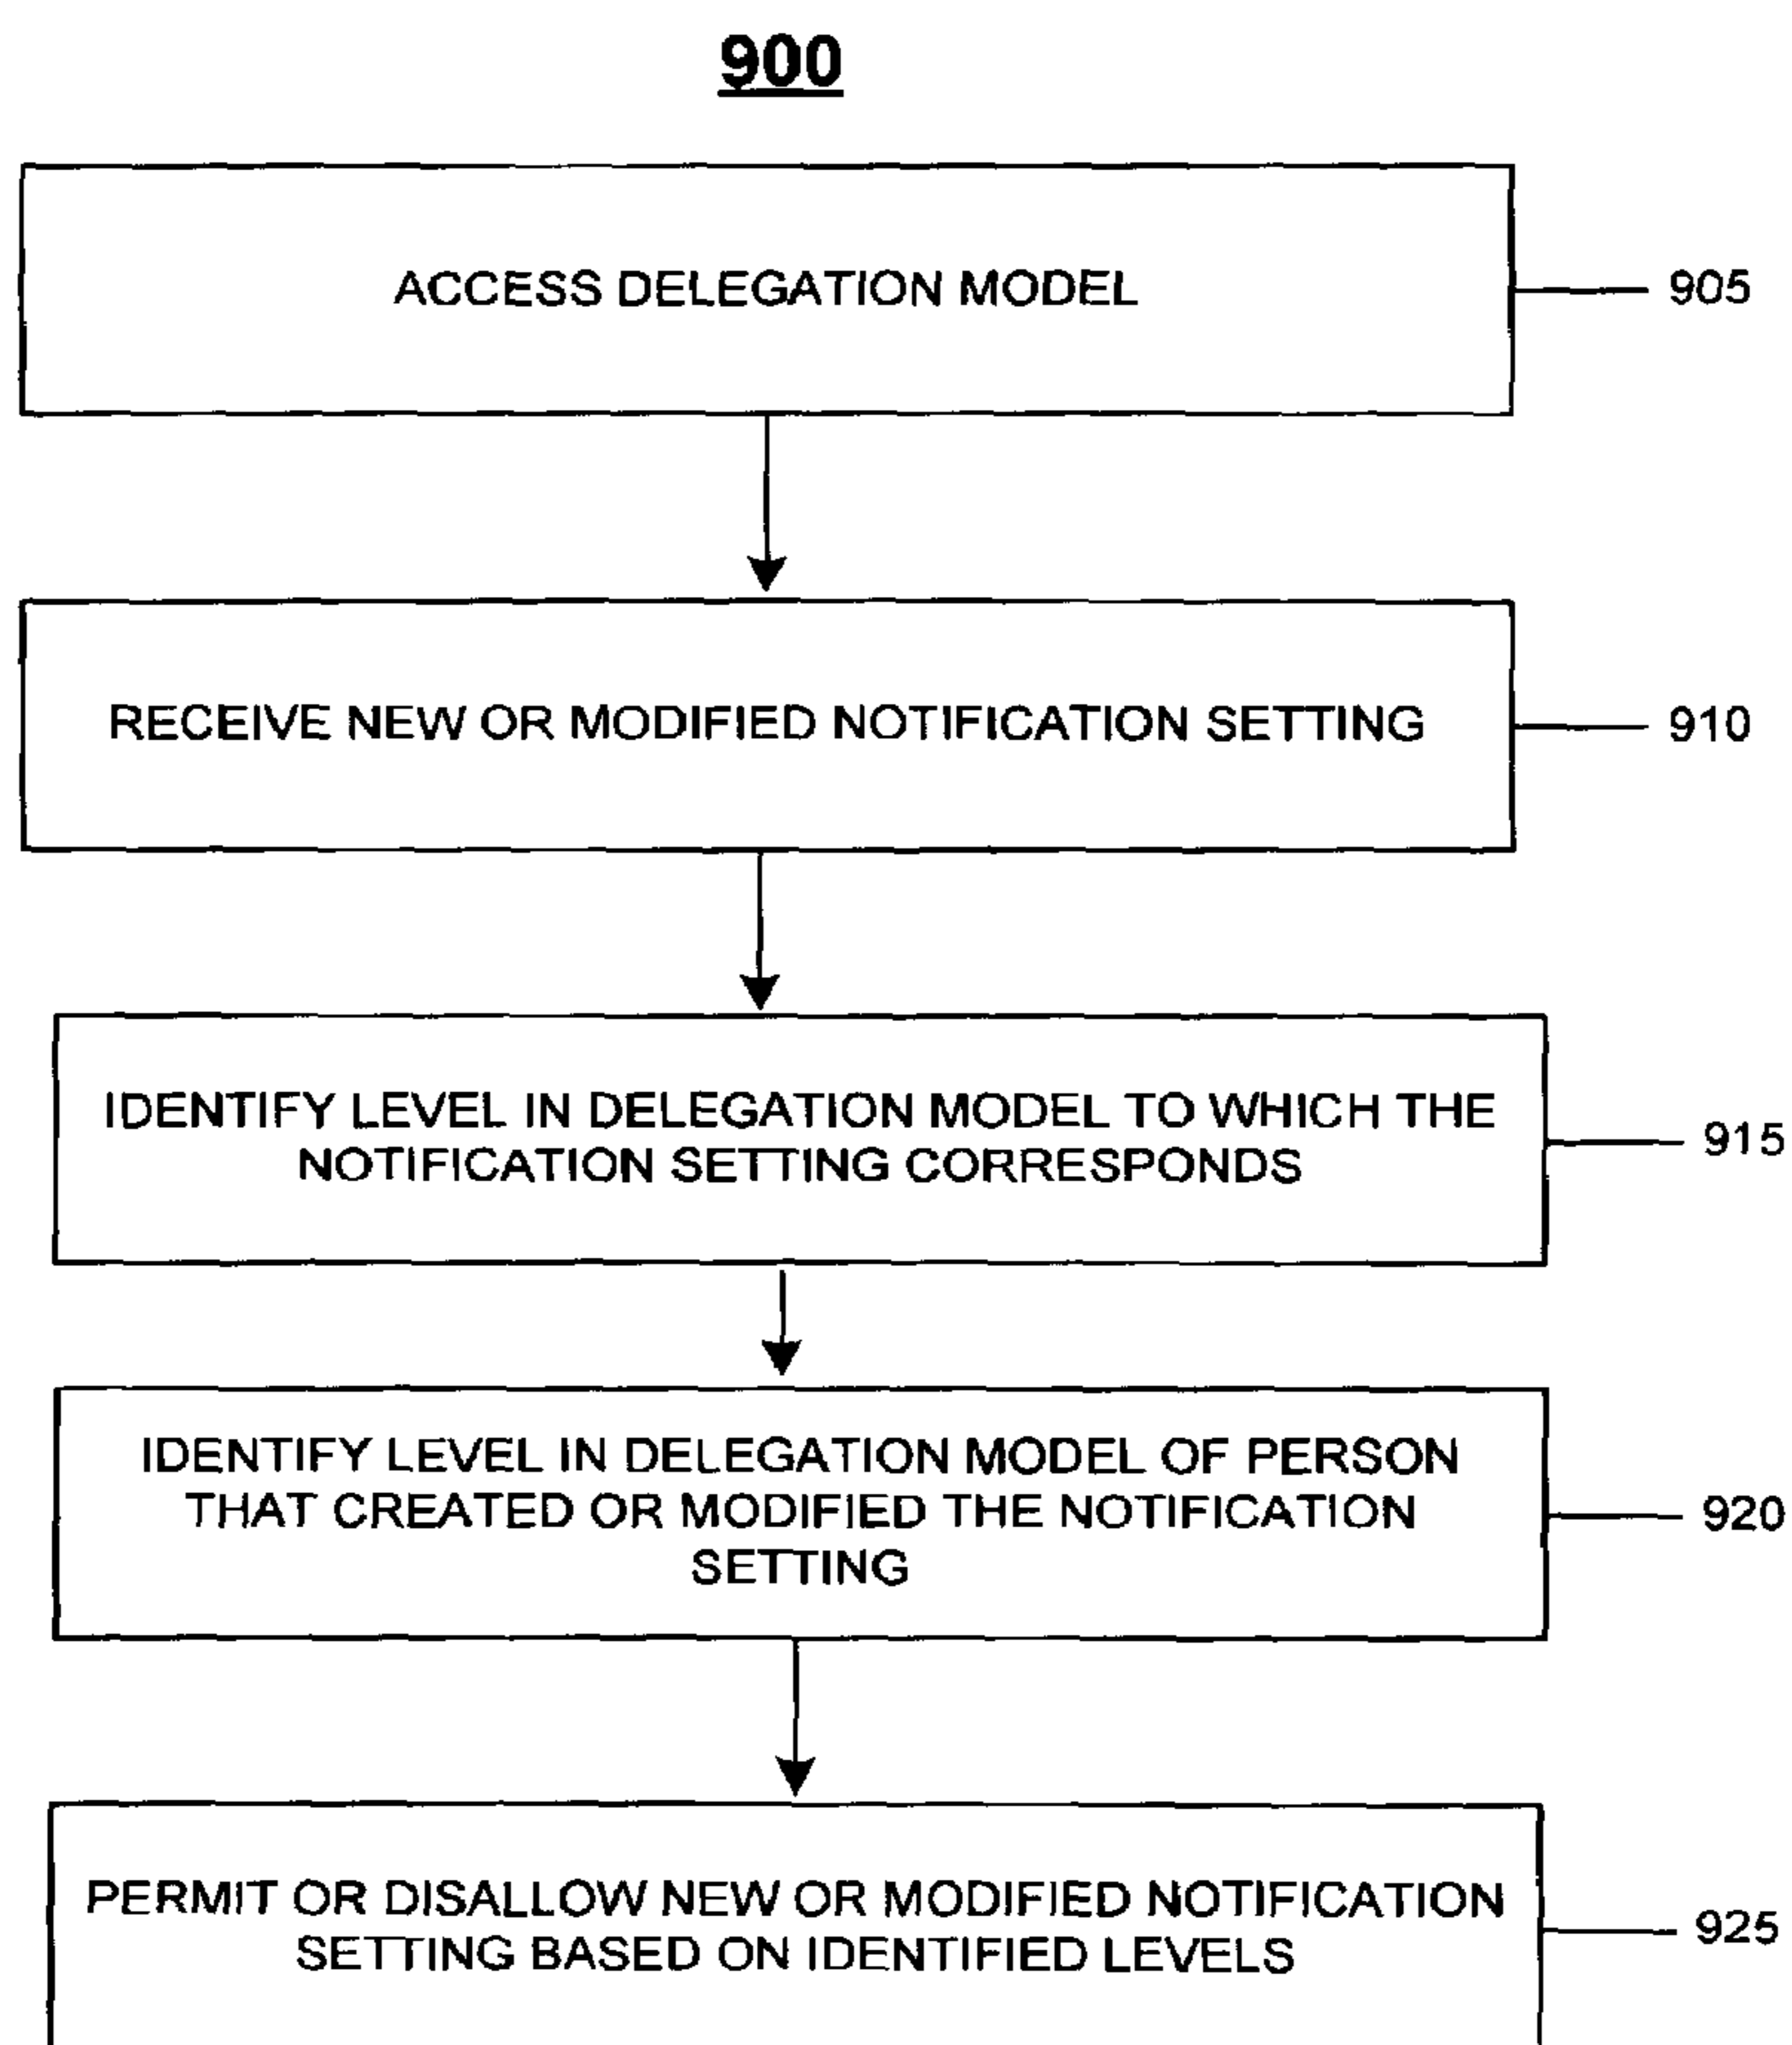 900
ACCESS DELEGATION MODEL
905
RECEIVE NEW OR MODIFIED NOTIFICATION SETTING
910
IDENTIFY LEVEL IN DELEGATION MODEL TO WHICH THE
NOTIFICATION SETTING CORRESPONDS
915
IDENTIFY LEVEL IN DELEGATION MODEL OF PERSON
THAT CREATED OR MODIFIED THE NOTIFICATION
SETTING
920
PERMIT OR DISALLOW NEW OR MODIFIED NOTIFICATION
SETTING BASED ON IDENTIFIED LEVELS
925